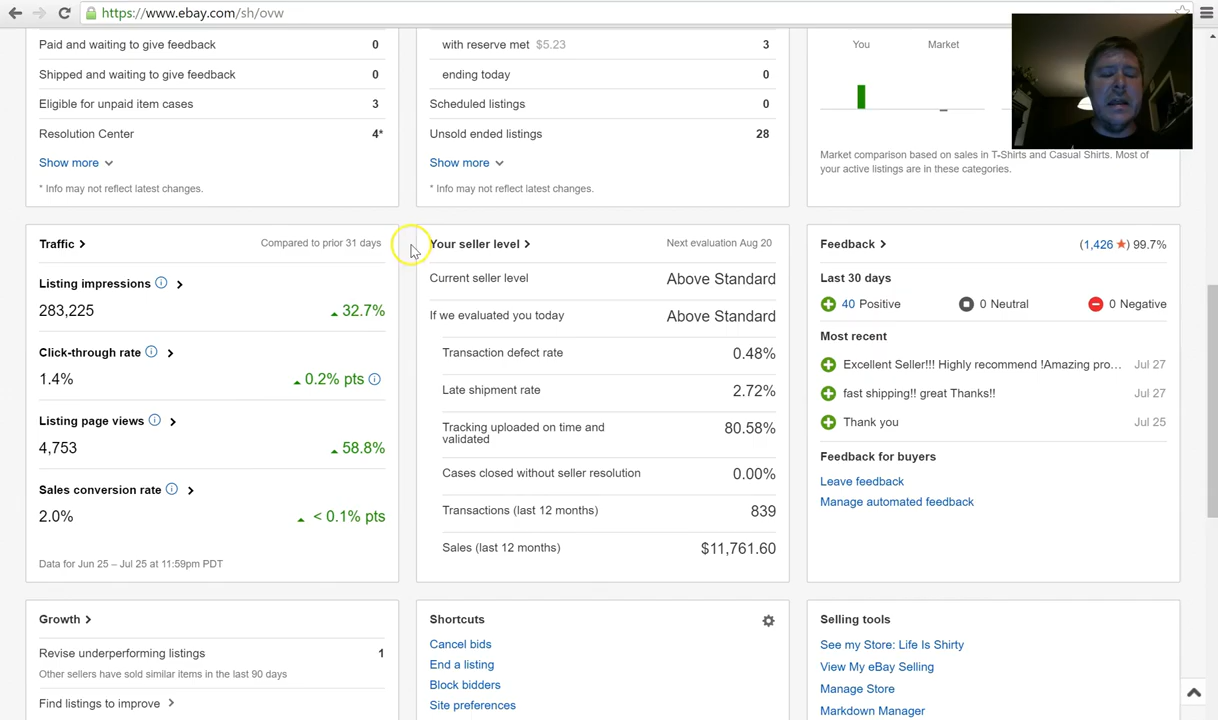 https://www.ebay.com/sh/ovw
Paid and waiting to give feedback 0
Shipped and waiting to give feedback 0
Eligible for unpaid item cases 3
Resolution Center 4*
Show more
* Info may not reflect latest changes.
with reserve met $5.23 3
ending today 0
Scheduled listings 0
Unsold ended listings 28
Show more
* Info may not reflect latest changes.
You Market
Market comparison based on sales in T-Shirts and Casual Shirts. Most of
your active listings are in these categories.
Traffic Compared to prior 31 days
Listing impressions
283,225 32.7%
Click-through rate
1.4% 0.2% pts
Listing page views
4,753 58.8%
Sales conversion rate
2.0% < 0.1% pts
Data for Jun 25 – Jul 25 at 11:59pm PDT
Your seller level Next evaluation Aug 20
Current seller level Above Standard
If we evaluated you today Above Standard
Transaction defect rate 0.48%
Late shipment rate 2.72%
Tracking uploaded on time and 80.58%
validated
Cases closed without seller resolution 0.00%
Transactions (last 12 months) 839
Sales (last 12 months) $11,761.60
Feedback (1,426 ★) 99.7%
Last 30 days
40 Positive 0 Neutral 0 Negative
Most recent
Excellent Seller!!! Highly recommend !Amazing pro... Jul 27
fast shipping!! great Thanks!! Jul 27
Thank you Jul 25
Feedback for buyers
Leave feedback
Manage automated feedback
Growth
Revise underperforming listings 1
Other sellers have sold similar items in the last 90 days
Find listings to improve
Shortcuts
Cancel bids
End a listing
Block bidders
Site preferences
Selling tools
See my Store: Life Is Shirty
View My eBay Selling
Manage Store
Markdown Manager